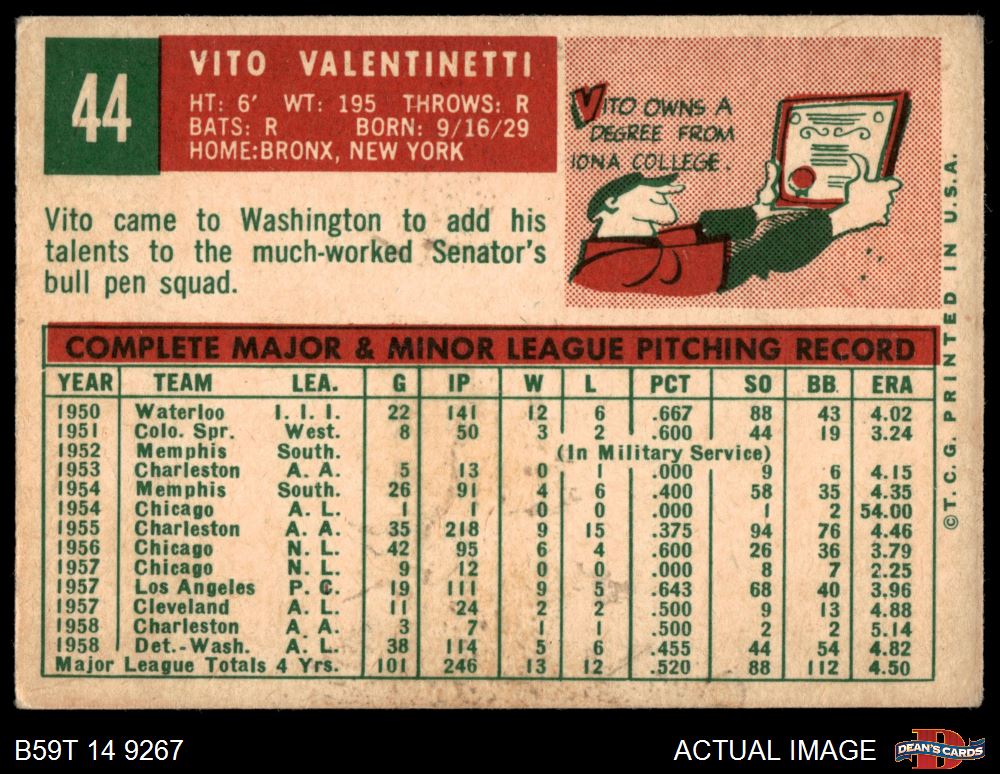 44
VITO VALENTINETTI
HT: 6' WT: 195 THROWS: R
BATS: R BORN: 9/16/29
HOME:BRONX, NEW YORK
VITO OWNS A
DEGREE FROM
IONA COLLEGE.
Vito came to Washington to add his
talents to the much-worked Senator's
bull pen squad.
COMPLETE MAJOR & MINOR LEAGUE PITCHING RECORD
YEAR TEAM LEA. G IP W L PCT SO BB. ERA
1950 Waterloo I. I. I. 22 141 12 6 .667 88 43 4.02
1951 Colo. Spr. West. 8 50 3 2 .600 44 19 3.24
1952 Memphis South. (In Military Service)
1953 Charleston A. A. 5 13 0 1 .000 9 6 4.15
1954 Memphis South. 26 91 4 6 .400 58 35 4.35
1954 Chicago A. L. 1 1 0 0 .000 1 2 54.00
1955 Charleston A. A. 35 218 9 15 .375 94 76 4.46
1956 Chicago N. L. 42 95 6 4 .600 26 36 3.79
1957 Chicago N. L. 9 12 0 0 .000 8 7 2.25
1957 Los Angeles P. C. 19 111 9 5 .643 68 40 3.96
1957 Cleveland A. L. 11 24 2 2 .500 9 13 4.88
1958 Charleston A. A. 3 7 1 1 .500 2 2 5.14
1958 Det.-Wash. A. L. 38 114 5 6 .455 44 54 4.82
Major League Totals 4 Yrs. 101 246 13 12 .520 88 112 4.50
©T.C.G. PRINTED IN U.S.A.
B59T 14 9267
ACTUAL IMAGE
DEAN'S CARDS